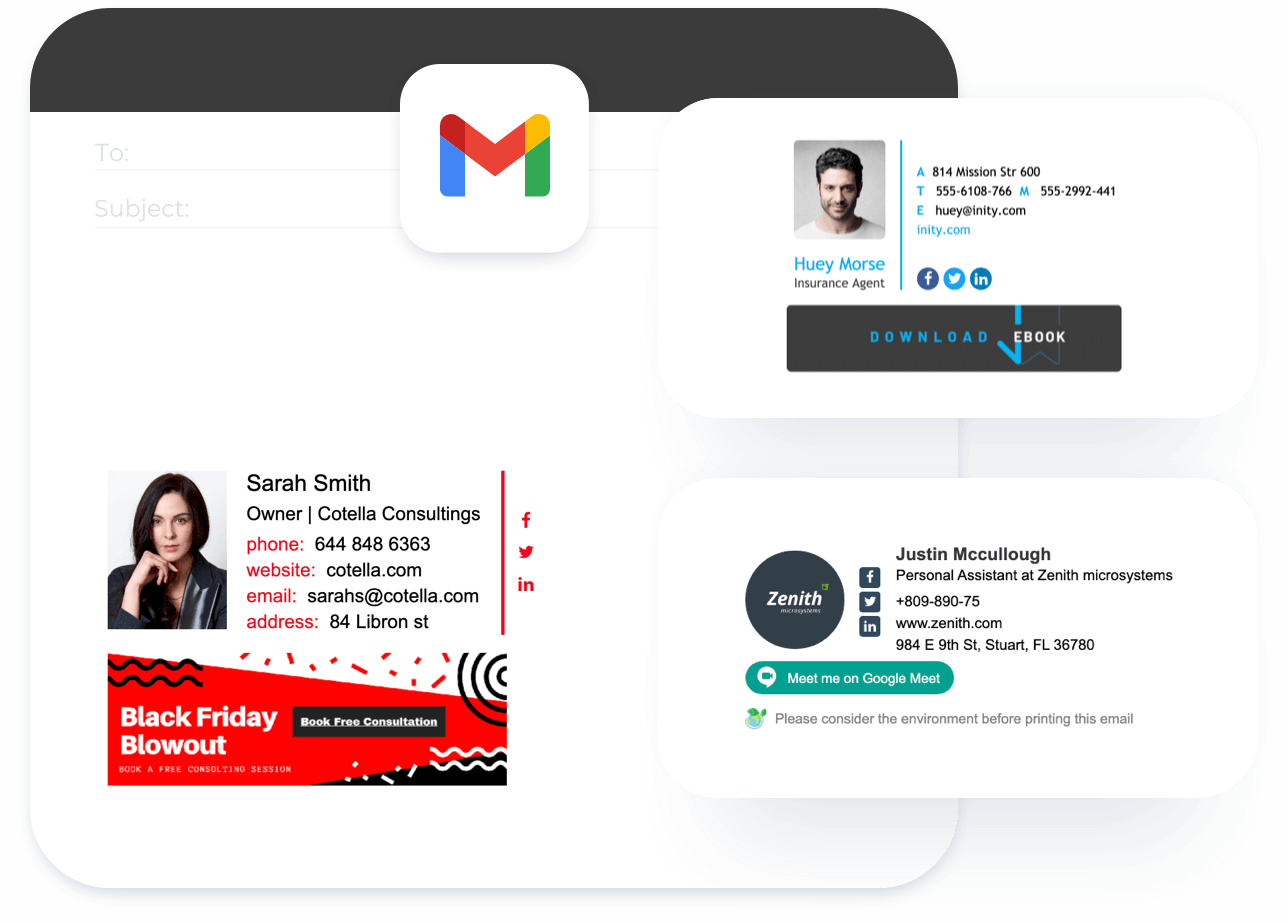 To:
Subject:
A 814 Mission Str 600
T 555-6108-766 M 555-2992-441
E huey@inity.com
inity.com
Huey Morse
Insurance Agent
DOWNLOAD EBOOK
Sarah Smith
Owner | Cotella Consultings
phone: 644 848 6363
website: cotella.com
email: sarahs@cotella.com
address: 84 Libron st
Black Friday
Blowout
Book Free Consultation
BOOK A FREE CONSULTING SESSION
Zenith
microsystems
Justin Mccullough
Personal Assistant at Zenith microsystems
+809-890-75
www.zenith.com
984 E 9th St, Stuart, FL 36780
Meet me on Google Meet
Please consider the environment before printing this email